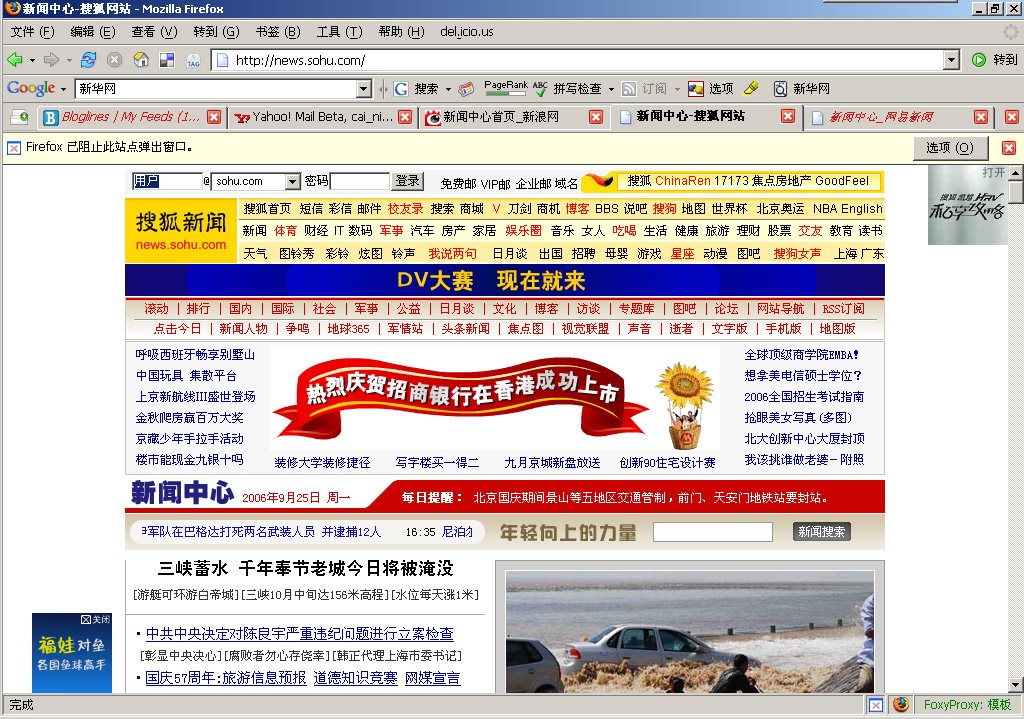 新闻中心-搜狐网站 - Mozilla Firefox
文件 (F) 编辑 (E) 查看 (V) 转到 (G) 书签 (B) 工具 (T) 帮助 (H) del.icio.us
TAG http://news.sohu.com/ 转到
Google 新华网 G 搜索 PageRank ABC 拼写检查 订阅 选项 新华网
Bloglines | My Feeds (1... Yahoo! Mail Beta, cai_ni... 新闻中心首页_新浪网 新闻中心-搜狐网站 新闻中心_网易新闻
Firefox 已阻止此站点弹出窗口。 选项 (O)
用户 @ sohu.com 密码 登录 免费邮 VIP邮 企业邮 域名 搜狐 ChinaRen 17173 焦点房地产 GoodFeel
打开
搜狐新闻
news.sohu.com
搜狐首页 短信 彩信 邮件 校友录 搜索 商城 V 刀剑 商机 博客 BBS 说吧 搜狗 地图 世界杯 北京奥运 NBA English
新闻 体育 财经 IT 数码 军事 汽车 房产 家居 娱乐圈 音乐 女人 吃喝 生活 健康 旅游 理财 股票 交友 教育 读书
天气 图铃秀 彩铃 炫图 铃声 我说两句 日月谈 出国 招聘 母婴 游戏 星座 动漫 图吧 搜狗女声 上海 广东
DV大赛 现在就来
滚动 | 排行 | 国内 | 国际 | 社会 | 军事 | 公益 | 日月谈 | 文化 | 博客 | 访谈 | 专题库 | 图吧 | 论坛 | 网站导航 | RSS订阅
点击今日 | 新闻人物 | 争鸣 | 地球365 | 军情站 | 头条新闻 | 焦点图 | 视觉联盟 | 声音 | 逝者 | 文字版 | 手机版 | 地图版
呼吸西班牙畅享别墅山
中国玩具 集散平台
上京新航线III盛世登场
金秋爬房赢百万大奖
京藏少年手拉手活动
楼市能现金九银十吗
热烈庆贺招商银行在香港成功上市
装修大学装修捷径 写字楼买一得二 九月京城新盘放送 创新90住宅设计赛
全球顶级商学院EMBA!
想拿美电信硕士学位?
2006全国招生考试指南
抢眼美女写真(多图)
北大创新中心大厦封顶
我该挑谁做老婆-附照
新闻中心 2006年9月25日 周一 每日提醒: 北京国庆期间景山等五地区交通管制，前门、天安门地铁站要封站。
军队在巴格达打死两名武装人员 并逮捕12人 16:35 尼泊尔 年轻向上的力量 新闻搜索
三峡蓄水 千年奉节老城今日将被淹没
[游艇可环游白帝城][三峡10月中旬达156米高程][水位每天涨1米]
· 中共中央决定对陈良宇严重违纪问题进行立案检查
[彰显中央决心][腐败者勿心存侥幸][韩正代理上海市委书记]
· 国庆57周年:旅游信息预报 道德知识竞赛 网媒宣言
关闭
福娃对垒
各国垒球高手
完成 FoxyProxy: 模板